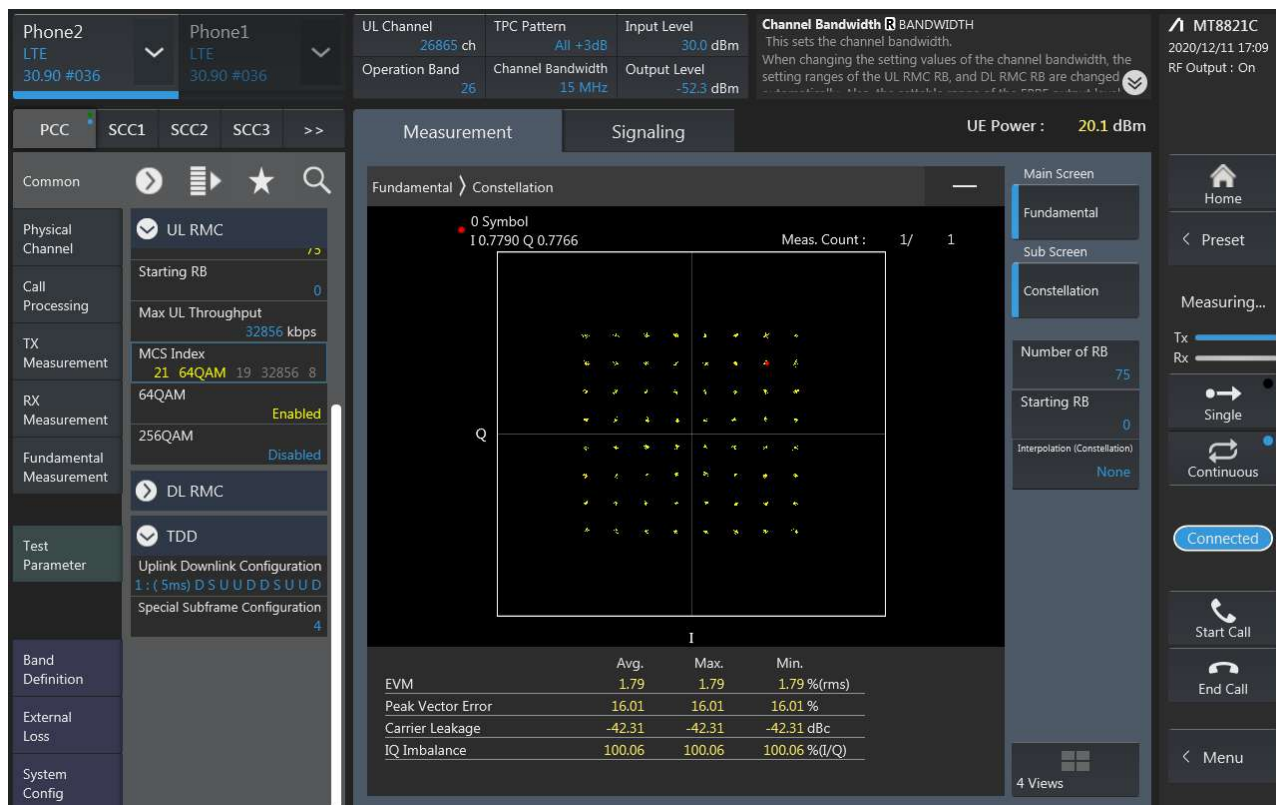 Phone2
LTE
30.90 #036
Phone1
LTE
30.90 #036
UL Channel
26865 ch
TPC Pattern
All +3dB
Input Level
30.0 dBm
Operation Band
26
Channel Bandwidth
15 MHz
Output Level
-52.3 dBm
Channel Bandwidth R BANDWIDTH
This sets the channel bandwidth.
When changing the setting values of the channel bandwidth, the
setting ranges of the UL RMC RB, and DL RMC RB are changed
MT8821C
2020/12/11 17:09
RF Output : On
PCC SCC1 SCC2 SCC3 >>
Measurement
Signaling
UE Power : 20.1 dBm
Common
Physical
Channel
Call
Processing
TX
Measurement
RX
Measurement
Fundamental
Measurement
Test
Parameter
Band
Definition
External
Loss
System
Config
UL RMC
75
Starting RB
0
Max UL Throughput
32856 kbps
MCS Index
21 64QAM 19 32856 8
64QAM
Enabled
256QAM
Disabled
DL RMC
TDD
Uplink Downlink Configuration
1 : ( 5ms) D S U U D D S U U D
Special Subframe Configuration
4
Fundamental 〉 Constellation
0 Symbol
I 0.7790 Q 0.7766
Meas. Count : 1/ 1
Q
I
Avg. Max. Min.
EVM 1.79 1.79 1.79 %(rms)
Peak Vector Error 16.01 16.01 16.01 %
Carrier Leakage -42.31 -42.31 -42.31 dBc
IQ Imbalance 100.06 100.06 100.06 %(I/Q)
Main Screen
Fundamental
Sub Screen
Constellation
Number of RB
75
Starting RB
0
Interpolation (Constellation)
None
4 Views
Home
< Preset
Measuring...
Tx
Rx
Single
Continuous
Connected
Start Call
End Call
< Menu